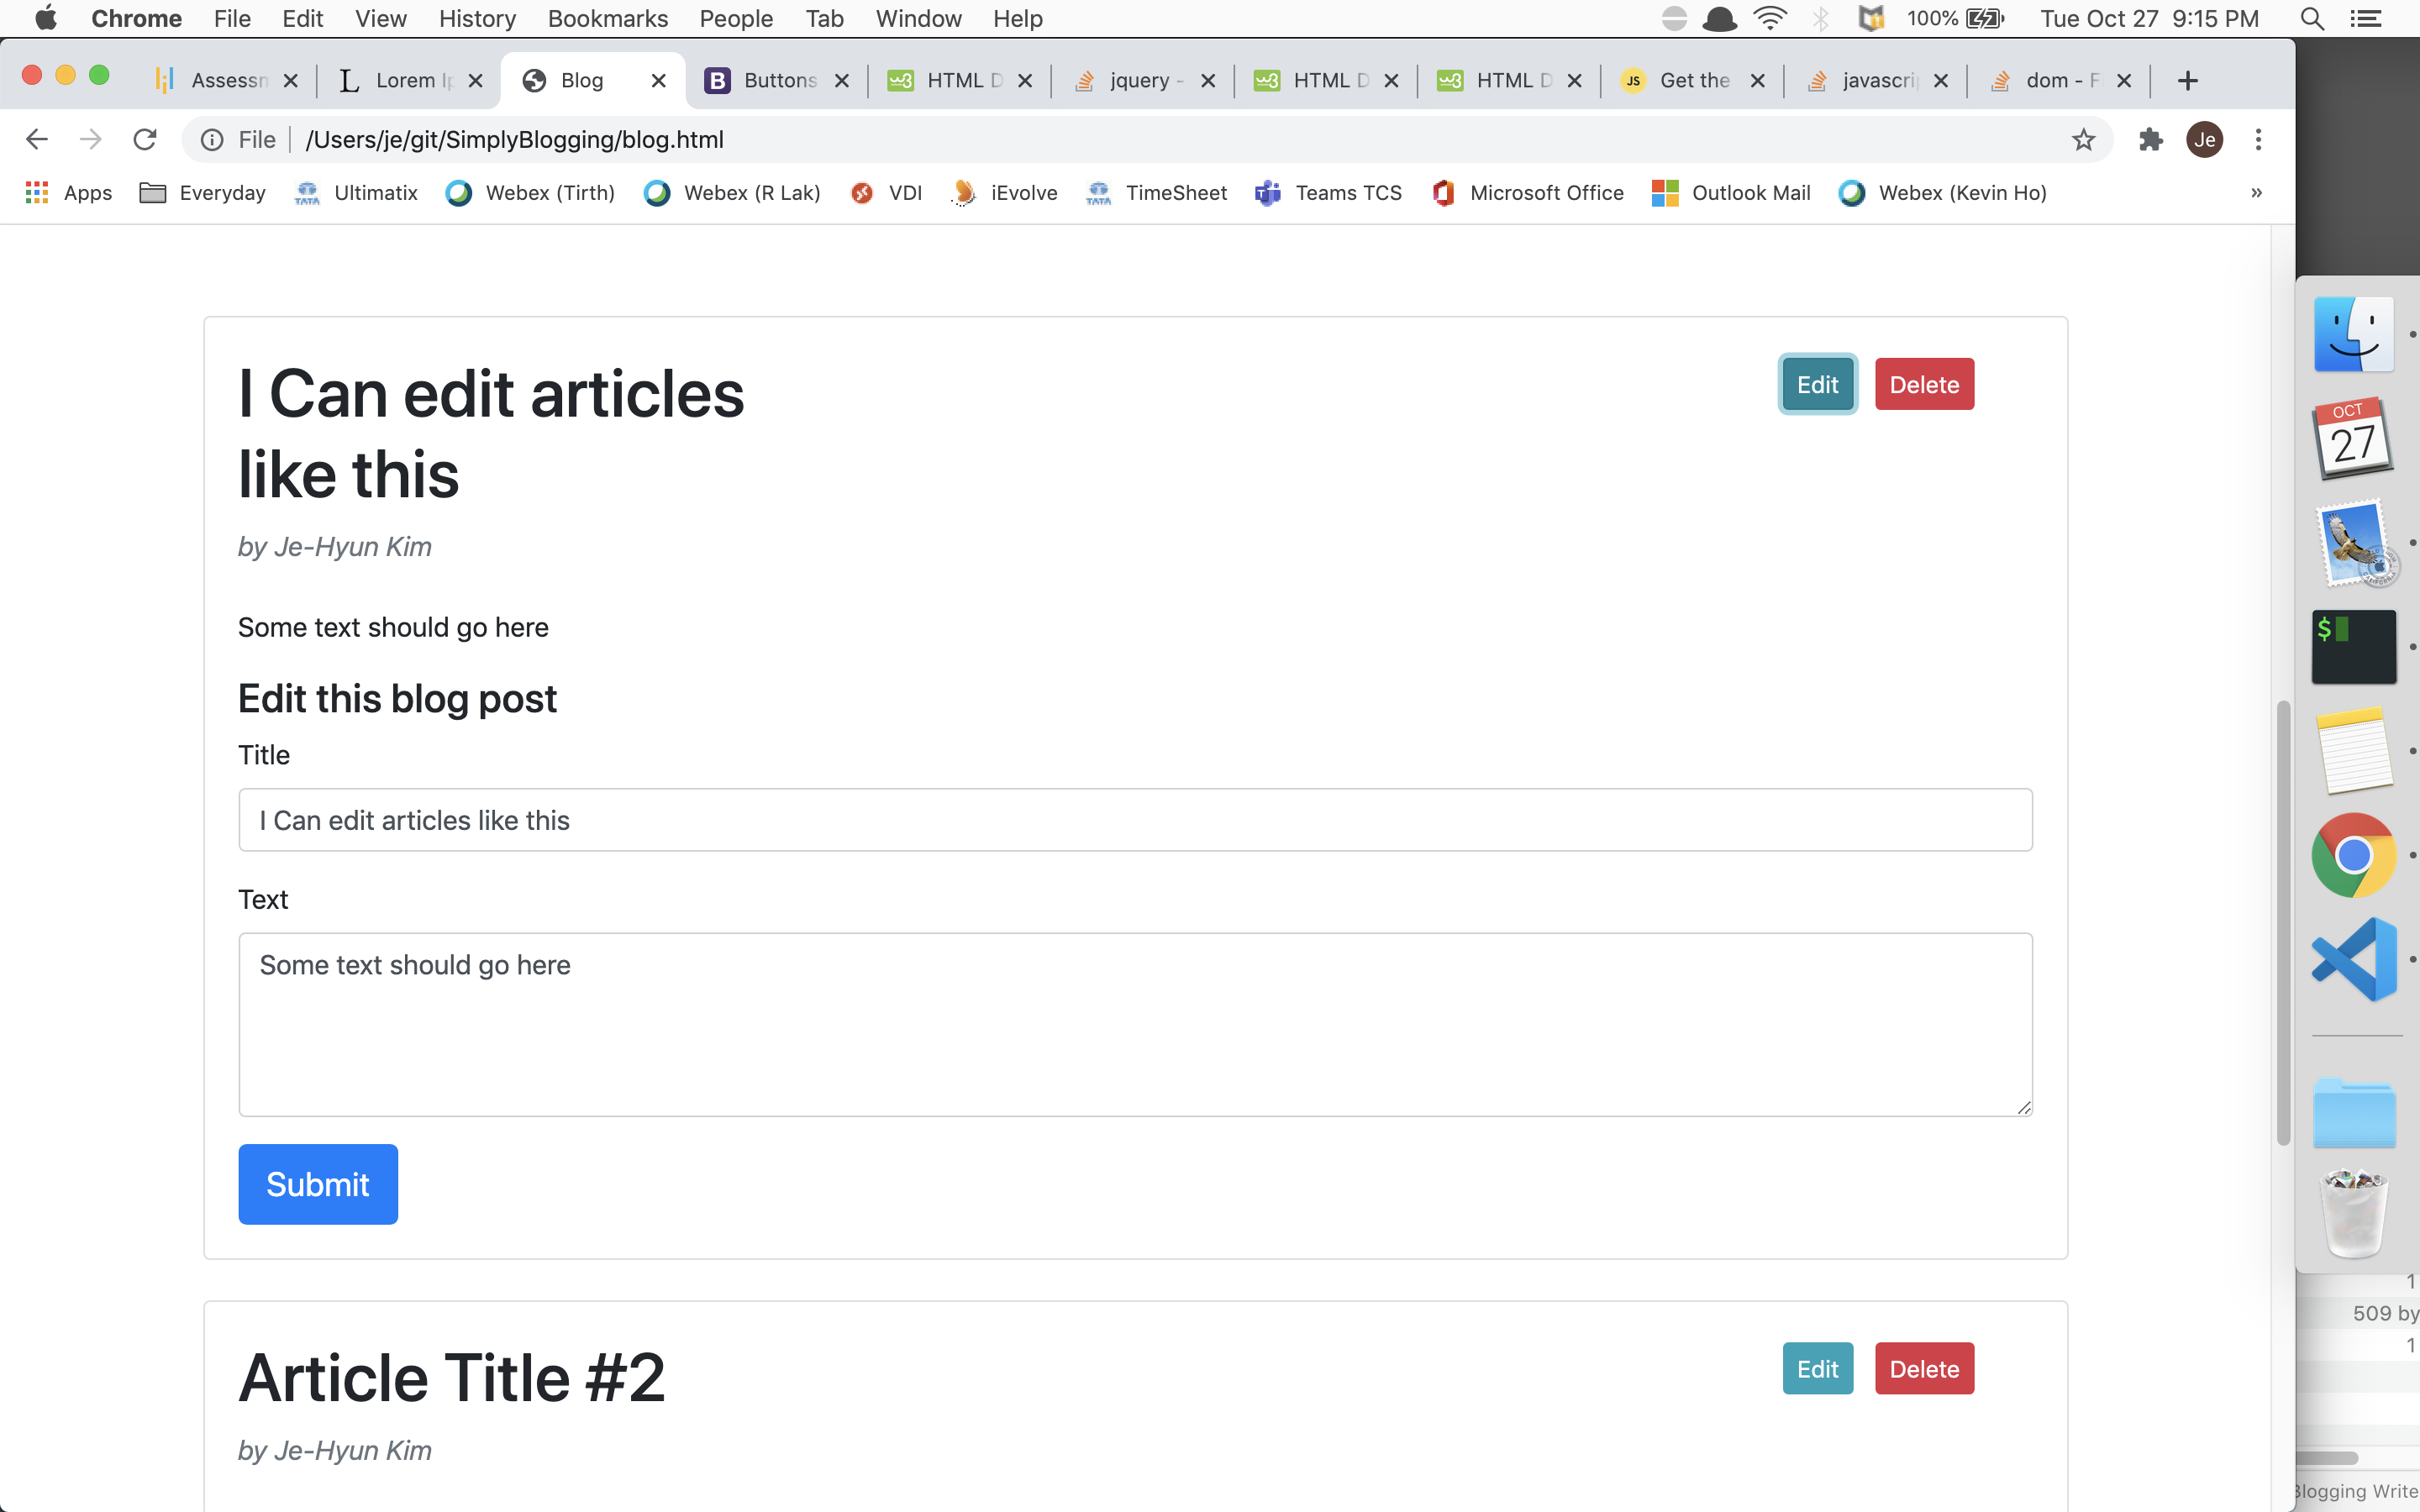 Chrome File Edit View History Bookmarks People Tab Window Help 100% Tue Oct 27 9:15 PM
Assessm Lorem Ip Blog B Buttons HTML D jquery - HTML D HTML D JS Get the javascrip dom - F
File /Users/je/git/SimplyBlogging/blog.html Je
Apps Everyday Ultimatix Webex (Tirth) Webex (R Lak) VDI iEvolve TimeSheet Teams TCS Microsoft Office Outlook Mail Webex (Kevin Ho) »
I Can edit articles
like this
Edit Delete
by Je-Hyun Kim
Some text should go here
Edit this blog post
Title
I Can edit articles like this
Text
Some text should go here
Submit
Article Title #2
Edit Delete
by Je-Hyun Kim
OCT
27
$
1
509 by
1
logging Write